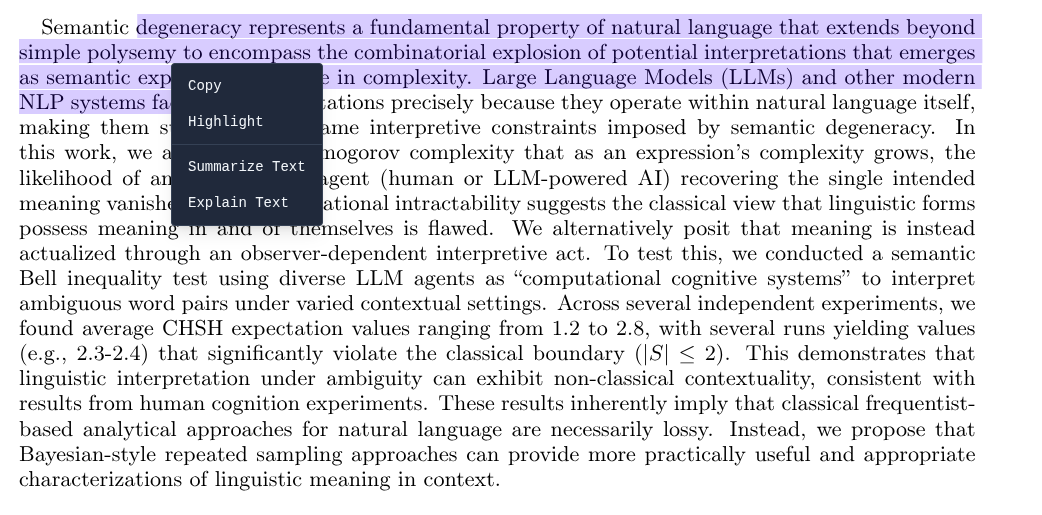 Semantic degeneracy represents a fundamental property of natural language that extends beyond
simple polysemy to encompass the combinatorial explosion of potential interpretations that emerges
as semantic exp e in complexity. Large Language Models (LLMs) and other modern
Copy
NLP systems fa ations precisely because they operate within natural language itself,
Highlight
making them s ame interpretive constraints imposed by semantic degeneracy. In
this work, we a mogorov complexity that as an expression's complexity grows, the
Summarize Text
likelihood of an agent (human or LLM-powered AI) recovering the single intended
Explain Text
meaning vanishe ational intractability suggests the classical view that linguistic forms
possess meaning in and of themselves is flawed. We alternatively posit that meaning is instead
actualized through an observer-dependent interpretive act. To test this, we conducted a semantic
Bell inequality test using diverse LLM agents as “computational cognitive systems” to interpret
ambiguous word pairs under varied contextual settings. Across several independent experiments, we
found average CHSH expectation values ranging from 1.2 to 2.8, with several runs yielding values
(e.g., 2.3-2.4) that significantly violate the classical boundary (|S| ≤ 2). This demonstrates that
linguistic interpretation under ambiguity can exhibit non-classical contextuality, consistent with
results from human cognition experiments. These results inherently imply that classical frequentist-
based analytical approaches for natural language are necessarily lossy. Instead, we propose that
Bayesian-style repeated sampling approaches can provide more practically useful and appropriate
characterizations of linguistic meaning in context.